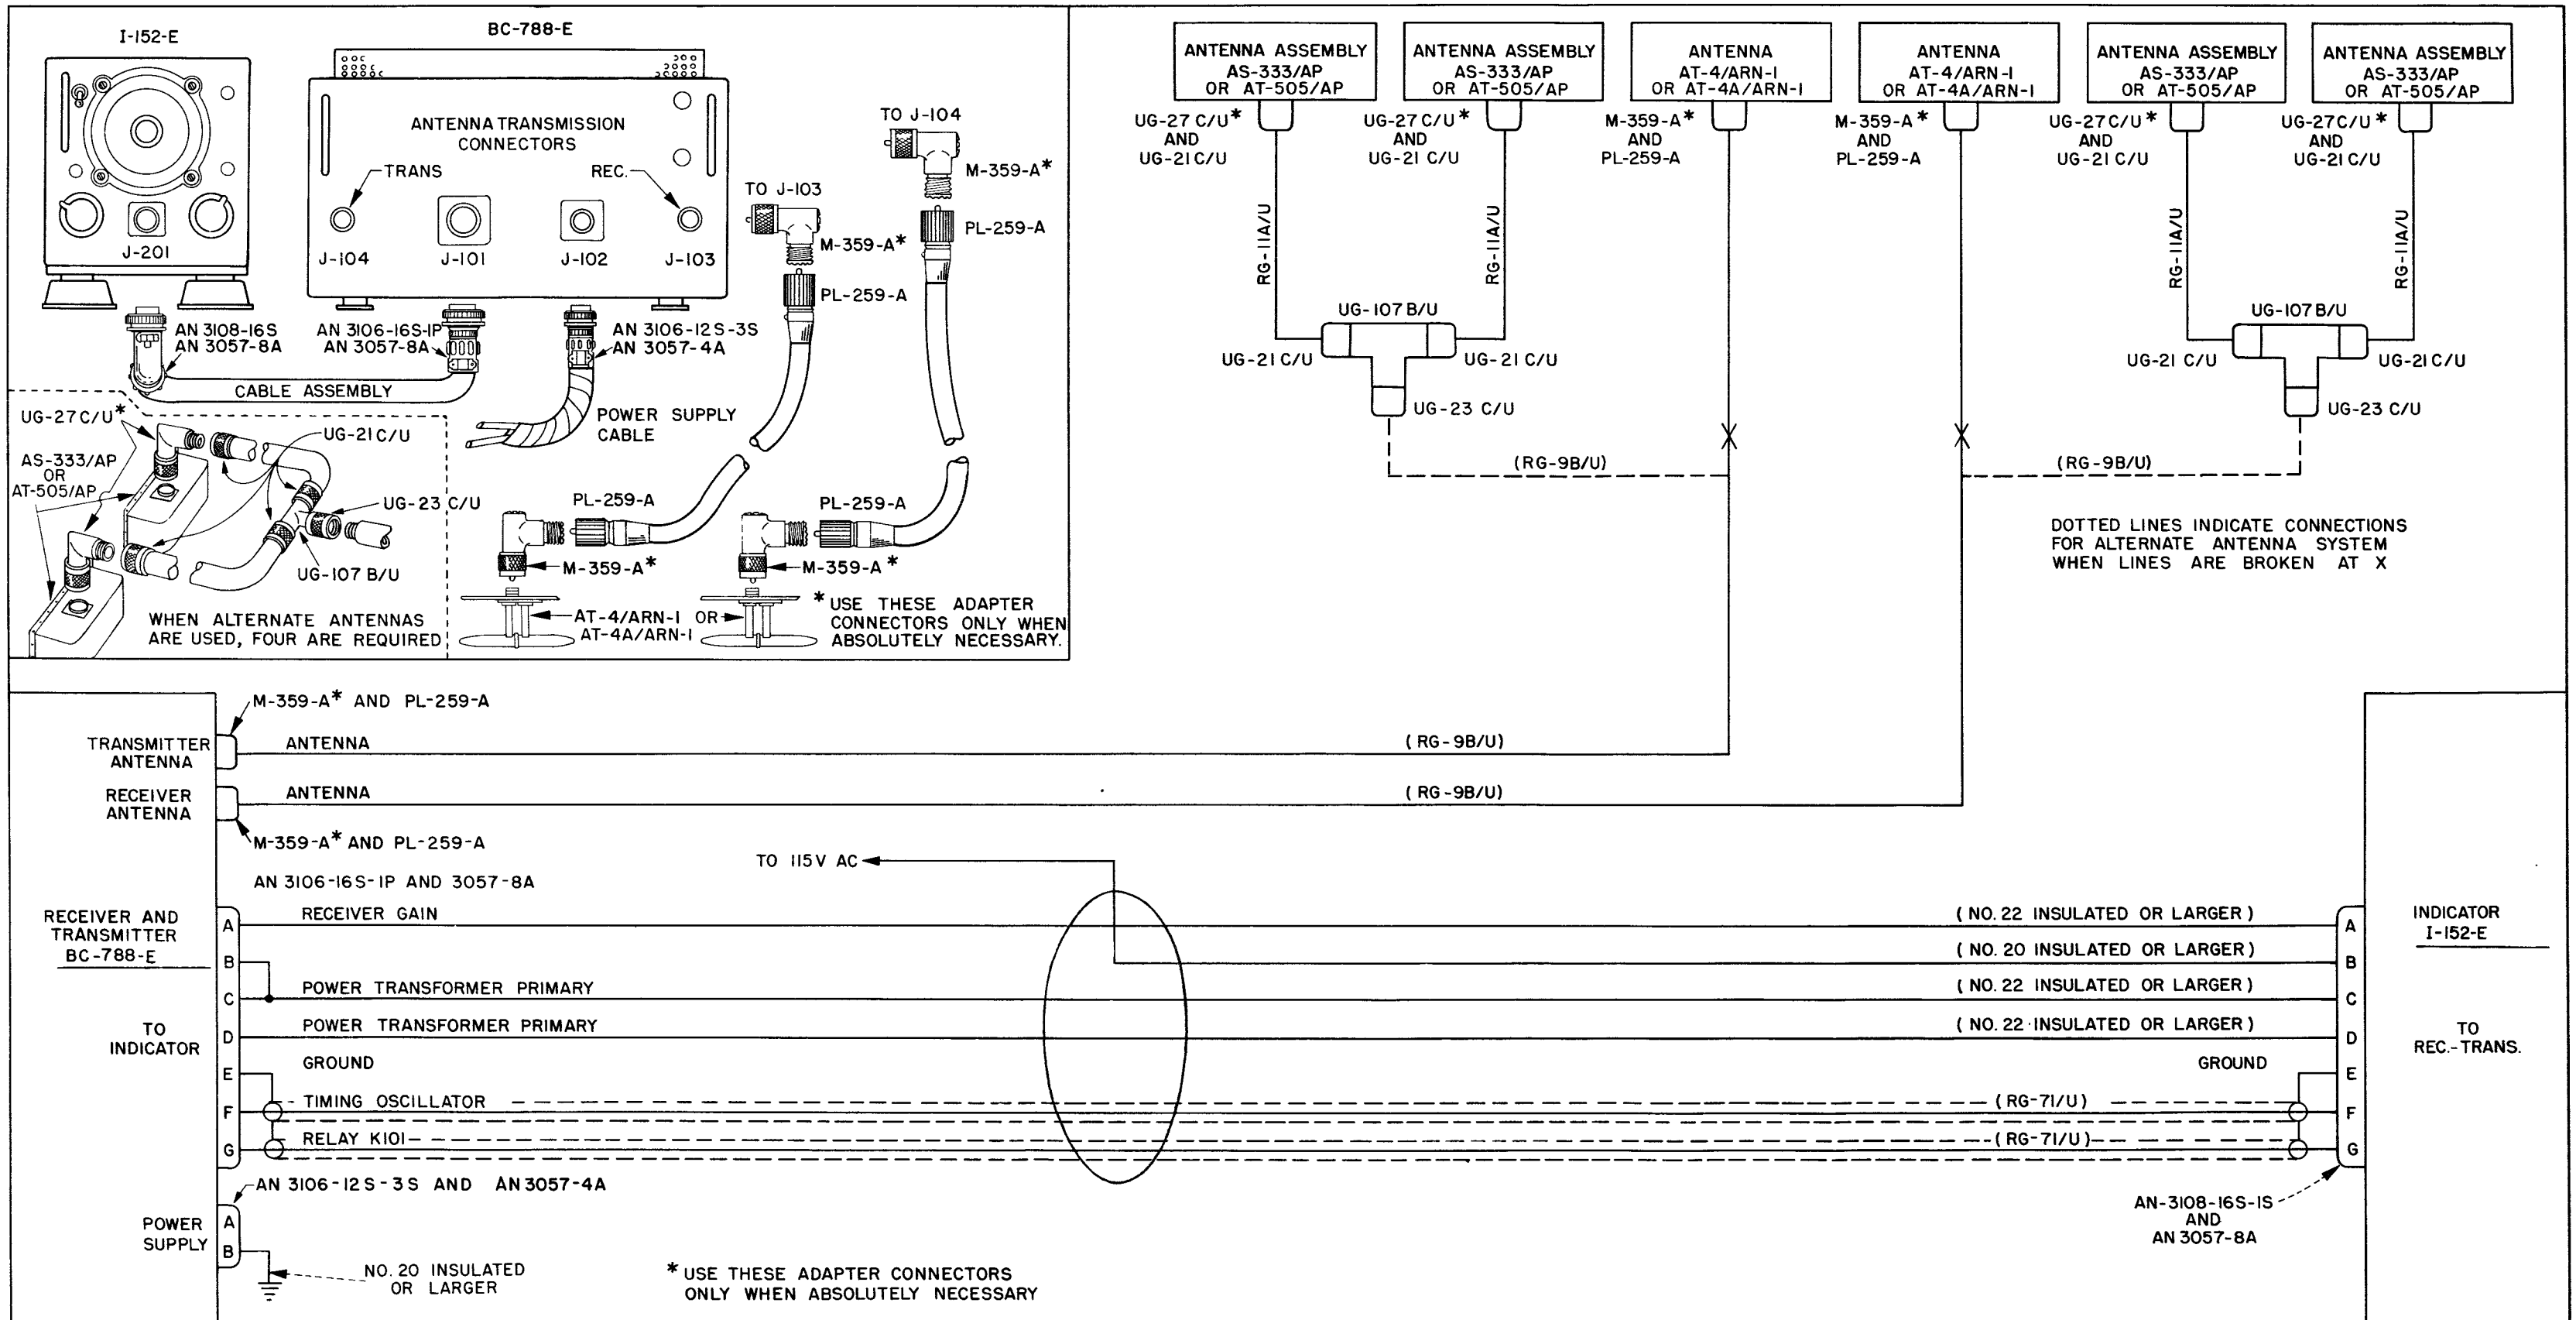 I-152-E
BC-788-E
ANTENNA TRANSMISSION
CONNECTORS
TRANS
REC.
J-201
J-104
J-101
J-102
J-103
TO J-104
M-359-A*
TO J-103
PL-259-A
M-359-A*
PL-259-A
AN 3108-16S
AN 3057-8A
AN 3106-16S-1P
AN 3057-8A
AN 3106-12S-3S
AN 3057-4A
CABLE ASSEMBLY
POWER SUPPLY
CABLE
UG-27 C/U*
UG-21 C/U
AS-333/AP
OR
AT-505/AP
UG-23 C/U
UG-107 B/U
WHEN ALTERNATE ANTENNAS
ARE USED, FOUR ARE REQUIRED
PL-259-A
PL-259-A
M-359-A*
M-359-A*
AT-4/ARN-1 OR
AT-4A/ARN-1
* USE THESE ADAPTER
CONNECTORS ONLY WHEN
ABSOLUTELY NECESSARY.
ANTENNA ASSEMBLY
AS-333/AP
OR AT-505/AP
ANTENNA ASSEMBLY
AS-333/AP
OR AT-505/AP
ANTENNA
AT-4/ARN-1
OR AT-4A/ARN-1
ANTENNA
AT-4/ARN-1
OR AT-4A/ARN-1
ANTENNA ASSEMBLY
AS-333/AP
OR AT-505/AP
ANTENNA ASSEMBLY
AS-333/AP
OR AT-505/AP
UG-27 C/U*
AND
UG-21 C/U
UG-27 C/U*
AND
UG-21 C/U
M-359-A*
AND
PL-259-A
M-359-A*
AND
PL-259-A
UG-27 C/U*
AND
UG-21 C/U
UG-27 C/U*
AND
UG-21 C/U
RG-11A/U
RG-11A/U
RG-11A/U
RG-11A/U
UG-107 B/U
UG-21 C/U
UG-21 C/U
UG-23 C/U
UG-107 B/U
UG-21 C/U
UG-21 C/U
UG-23 C/U
X
X
(RG-9B/U)
(RG-9B/U)
DOTTED LINES INDICATE CONNECTIONS
FOR ALTERNATE ANTENNA SYSTEM
WHEN LINES ARE BROKEN AT X
M-359-A* AND PL-259-A
TRANSMITTER
ANTENNA
ANTENNA
(RG-9B/U)
RECEIVER
ANTENNA
ANTENNA
(RG-9B/U)
M-359-A* AND PL-259-A
TO 115V AC
AN 3106-16S-1P AND 3057-8A
RECEIVER AND
TRANSMITTER
BC-788-E
TO
INDICATOR
A
B
C
D
E
F
G
RECEIVER GAIN
POWER TRANSFORMER PRIMARY
POWER TRANSFORMER PRIMARY
GROUND
TIMING OSCILLATOR
RELAY K101
(NO. 22 INSULATED OR LARGER)
(NO. 20 INSULATED OR LARGER)
(NO. 22 INSULATED OR LARGER)
(NO. 22 INSULATED OR LARGER)
GROUND
(RG-71/U)
(RG-71/U)
A
B
C
D
E
F
G
INDICATOR
I-152-E
TO
REC.-TRANS.
AN-3108-16S-1S
AND
AN 3057-8A
AN 3106-12S-3S AND AN 3057-4A
POWER
SUPPLY
A
B
NO. 20 INSULATED
OR LARGER
* USE THESE ADAPTER CONNECTORS
ONLY WHEN ABSOLUTELY NECESSARY